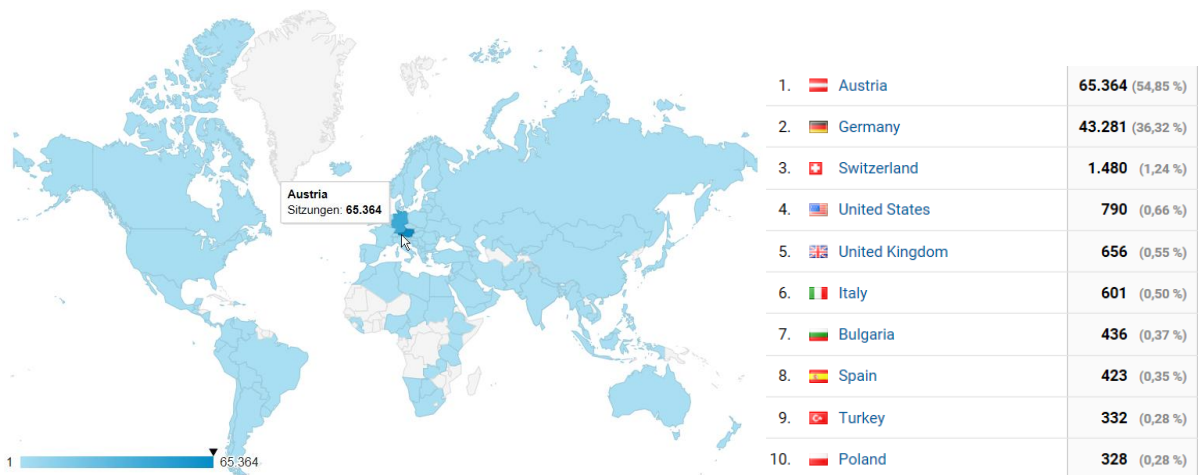 Austria
Sitzungen: 65.364
1 65.364
1. Austria 65.364 (54,85 %)
2. Germany 43.281 (36,32 %)
3. Switzerland 1.480 (1,24 %)
4. United States 790 (0,66 %)
5. United Kingdom 656 (0,55 %)
6. Italy 601 (0,50 %)
7. Bulgaria 436 (0,37 %)
8. Spain 423 (0,35 %)
9. Turkey 332 (0,28 %)
10. Poland 328 (0,28 %)